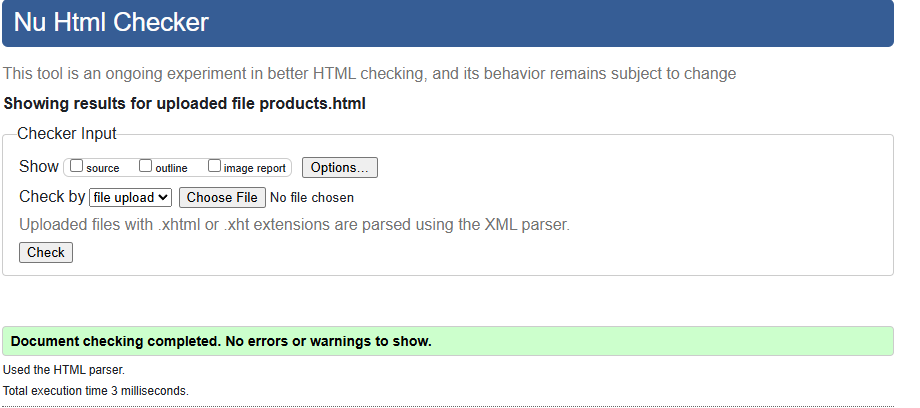 Nu Html Checker
This tool is an ongoing experiment in better HTML checking, and its behavior remains subject to change
Showing results for uploaded file products.html
Checker Input
Show source outline image report Options...
Check by file upload Choose File No file chosen
Uploaded files with .xhtml or .xht extensions are parsed using the XML parser.
Check
Document checking completed. No errors or warnings to show.
Used the HTML parser.
Total execution time 3 milliseconds.